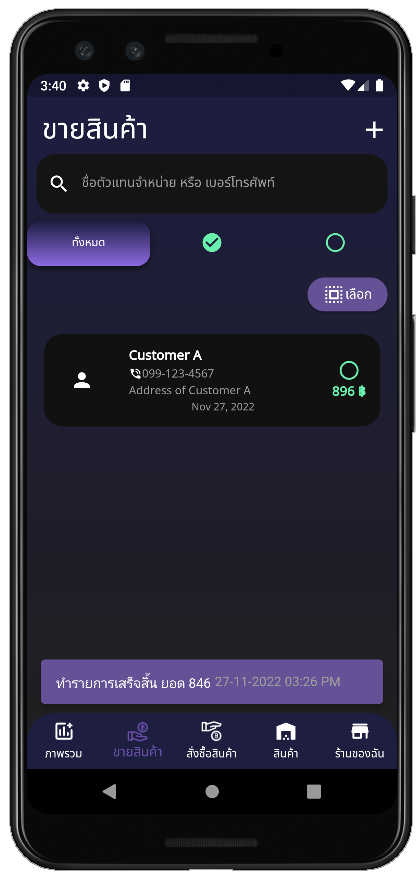 3:40
ขายสินค้า
ชื่อตัวแทนจำหน่าย หรือ เบอร์โทรศัพท์
ทั้งหมด
เลือก
Customer A
099-123-4567
Address of Customer A
896 ฿
Nov 27, 2022
ทำรายการเสร็จสิ้น ยอด 846 27-11-2022 03:26 PM
ภาพรวม ขายสินค้า สั่งซื้อสินค้า สินค้า ร้านของฉัน